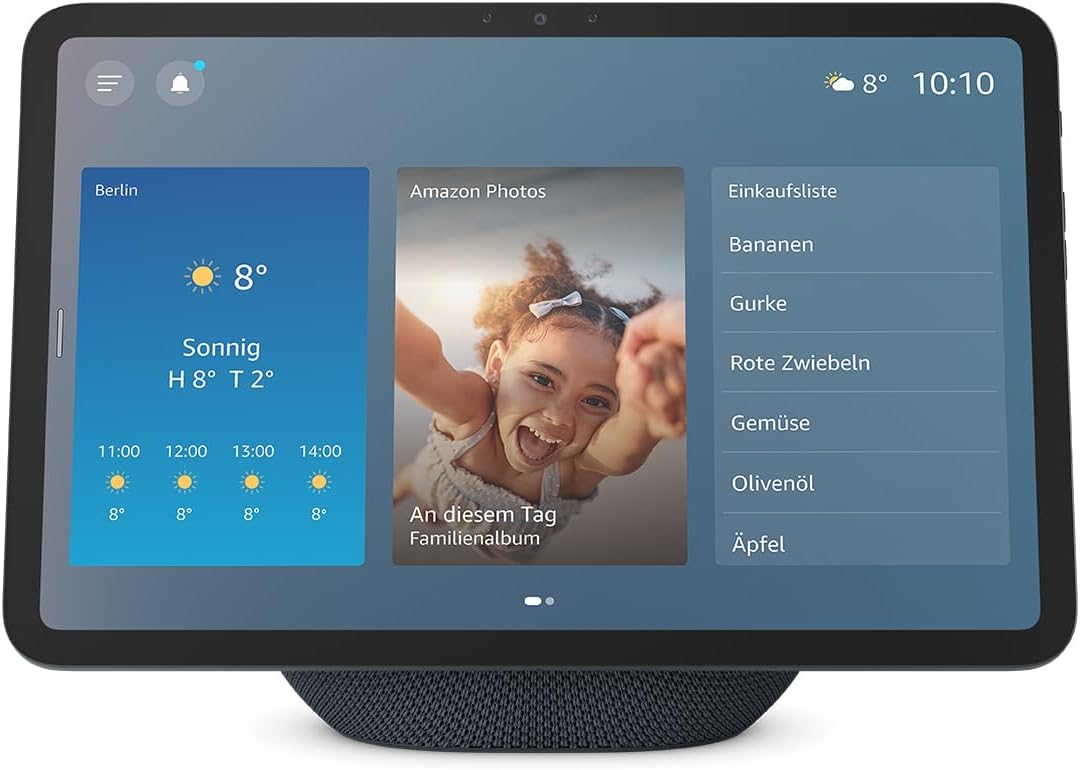 8° 10:10
Berlin
8°
Sonnig
H 8° T 2°
11:00 12:00 13:00 14:00
8° 8° 8° 8°
Amazon Photos
An diesem Tag
Familienalbum
Einkaufsliste
Bananen
Gurke
Rote Zwiebeln
Gemüse
Olivenöl
Äpfel